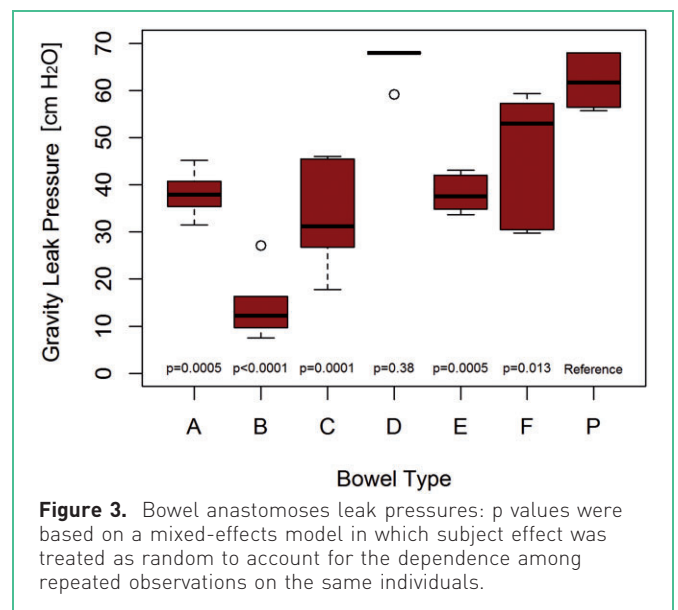 Gravity Leak Pressure [cm H₂O]
70
60
50
40
30
20
10
0
p=0.0005 p<0.0001 p=0.0001 p=0.38 p=0.0005 p=0.013 Reference
A B C D E F P
Bowel Type
Figure 3. Bowel anastomoses leak pressures: p values were
based on a mixed-effects model in which subject effect was
treated as random to account for the dependence among
repeated observations on the same individuals.